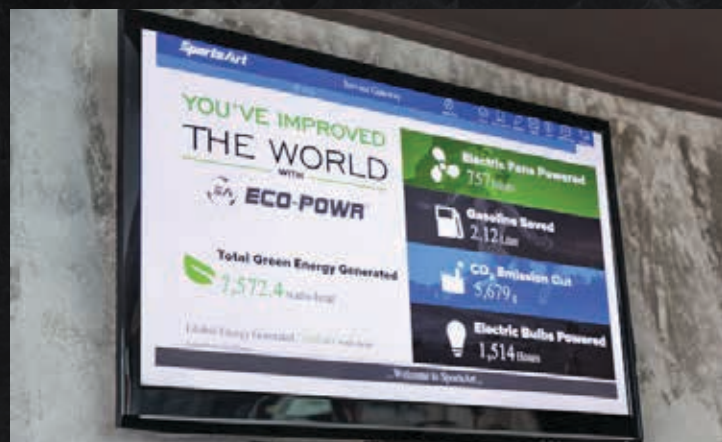 SportsArt
YOU'VE IMPROVED
THE WORLD
WITH
SA ECO-POWR
Total Green Energy Generated
7,572.4
Electric Fans Powered
757 Hours
Gasoline Saved
2.12 Liter
CO₂ Emission Cut
5,679 g
Electric Bulbs Powered
1,514 Hours
...Welcome to SportsArt...